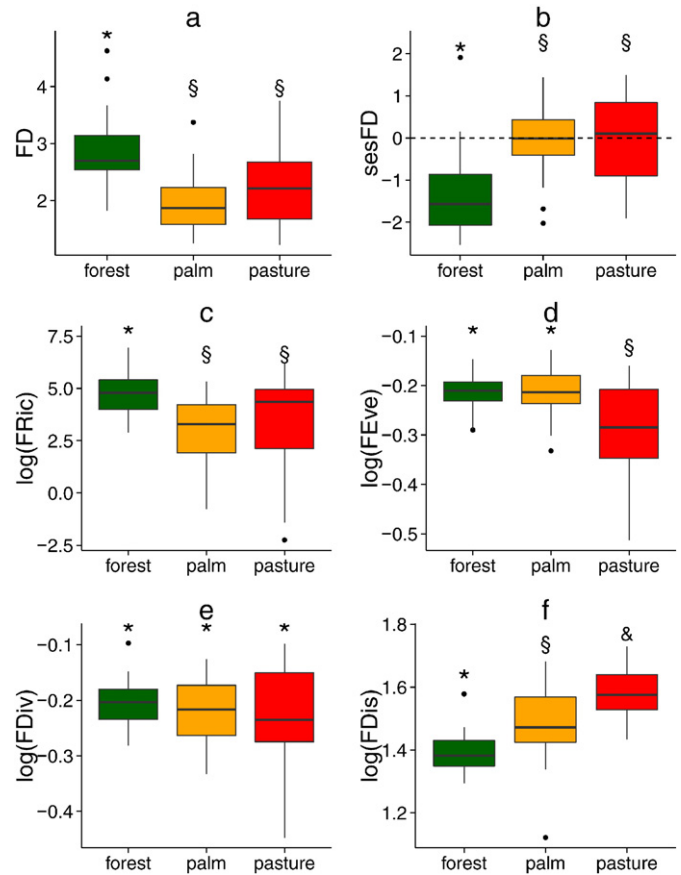 a
*
§
§
FD
4
3
2
forest
palm
pasture
b
*
§
§
sesFD
2
1
0
−1
−2
forest
palm
pasture
c
*
§
§
log(FRic)
7.5
5.0
2.5
0.0
−2.5
forest
palm
pasture
d
*
*
§
log(FEve)
−0.1
−0.2
−0.3
−0.4
−0.5
forest
palm
pasture
e
*
*
*
log(FDiv)
−0.1
−0.2
−0.3
−0.4
forest
palm
pasture
f
*
§
&
log(FDis)
1.8
1.6
1.4
1.2
forest
palm
pasture